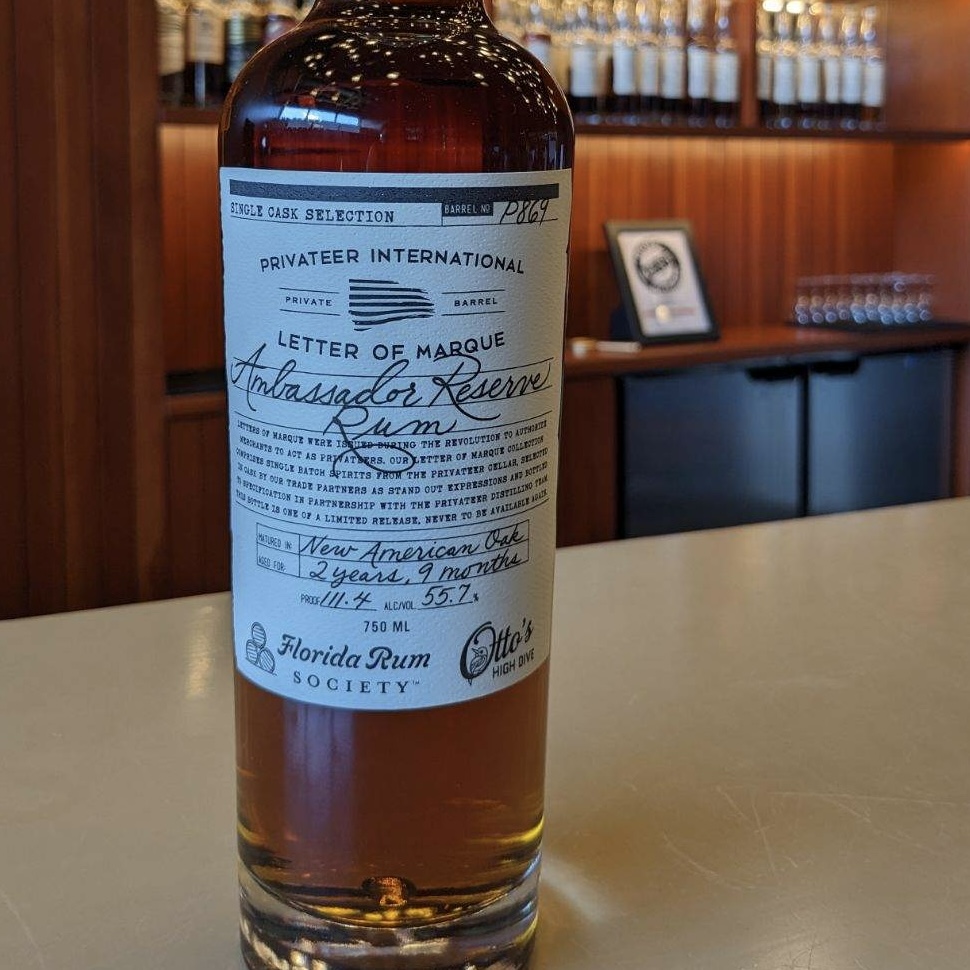 SINGLE CASK SELECTION
BARREL NO P869
PRIVATEER INTERNATIONAL
PRIVATE BARREL
LETTER OF MARQUE
Ambassador Reserve
Rum
LETTERS OF MARQUE WERE ISSUED DURING THE REVOLUTION TO AUTHORIZE
MERCHANTS TO ACT AS PRIVATEERS. OUR LETTER OF MARQUE COLLECTION
COMPRISES SINGLE BATCH SPIRITS FROM THE PRIVATEER CELLAR, SELECTED
IN CASK BY OUR TRADE PARTNERS AS STAND OUT EXPRESSIONS AND BOTTLED
TO SPECIFICATION IN PARTNERSHIP WITH THE PRIVATEER DISTILLING TEAM.
THIS BOTTLE IS ONE OF A LIMITED RELEASE, NEVER TO BE AVAILABLE AGAIN.
MATURED IN: New American Oak
AGED FOR: 2 years, 9 months
PROOF 111.4 ALC/VOL 55.7 %
750 ML
Florida Rum
SOCIETY™
Otto's
HIGH DIVE